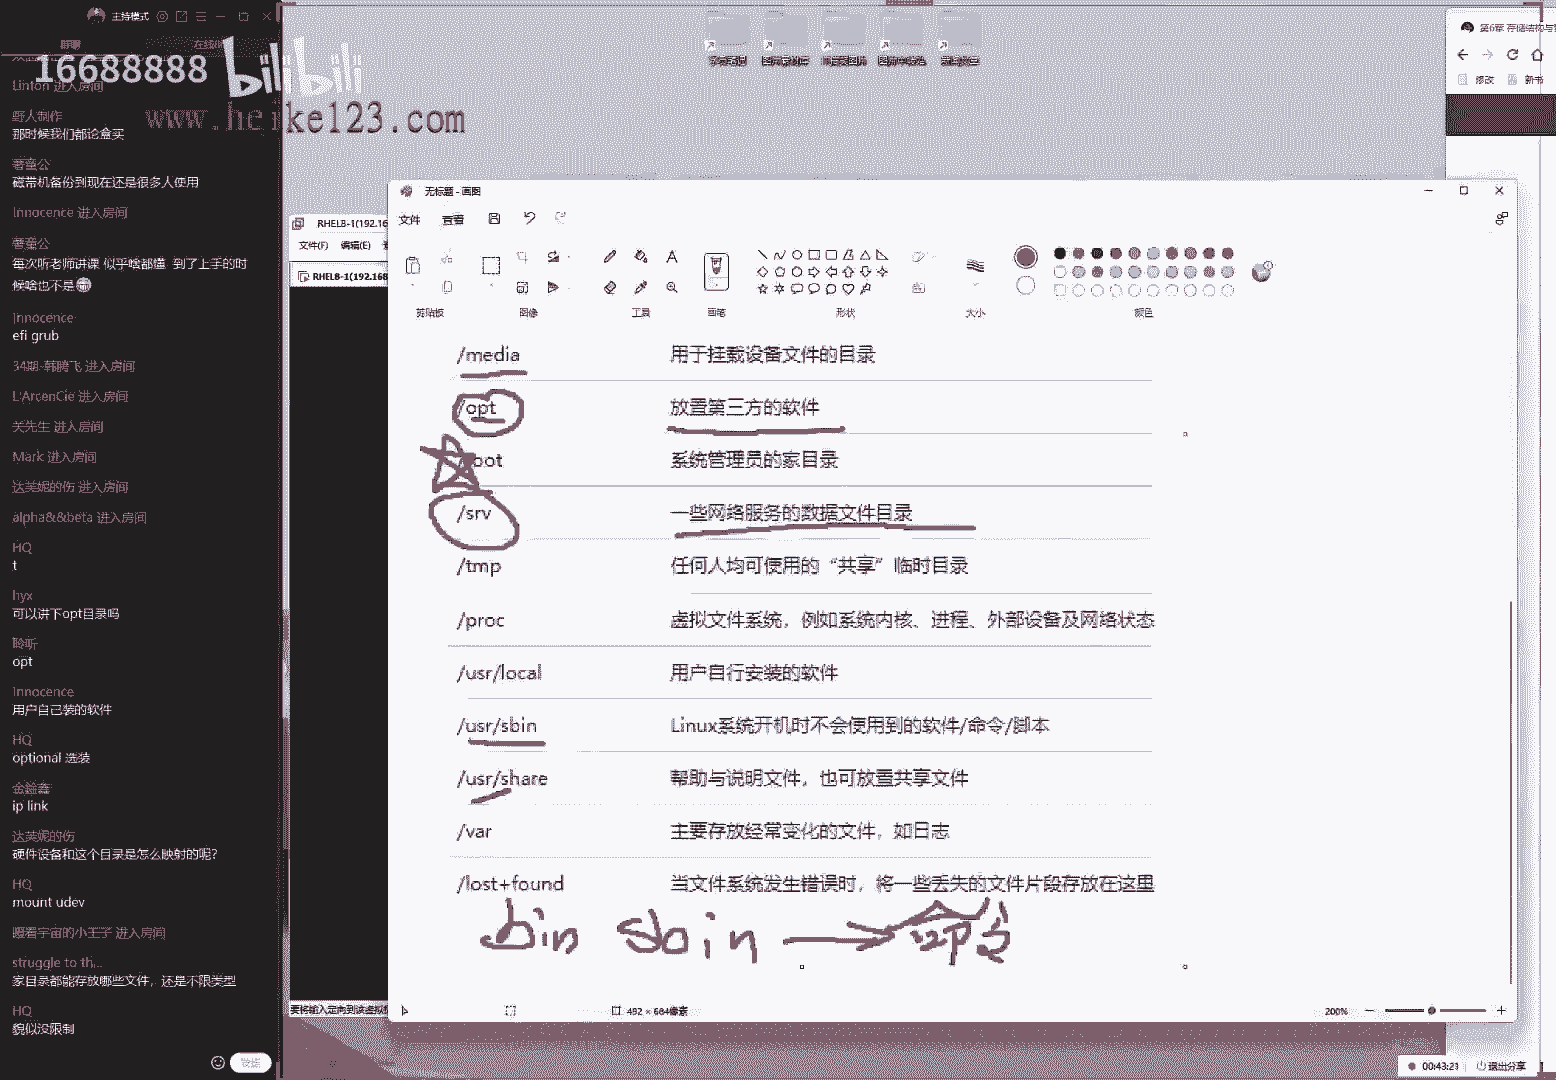 主持模式
16688888 bilibili
www.heike123.com
Linton 进入房间
野人制作
那时候我们都论盒买
著蛮公
磁带机备份到现在还是很多人使用
Innocence 进入房间
每次听老师讲课 似乎啥都懂 到了上手的时
候啥也不是
Innocence
efi grub
34期-韩腾飞 进入房间
L'ArcenCie 进入房间
关先生 进入房间
Mark 进入房间
达芙妮的伤 进入房间
alpha&&beta 进入房间
HQ
t
hyx
可以讲下opt目录吗
聆听
opt
Innocence
用户自己装的软件
HQ
optional 选装
ip link
达芙妮的伤
硬件设备和这个目录是怎么映射的呢?
HQ
mount udev
望着宇宙的小王子 进入房间
struggle to th...
家目录都能存放哪些文件，还是不限类型
HQ
貌似没限制
第6章 存储结构与
修改 新书
RHEL8-1(192.16
文件(F) 编辑(E)
RHEL8-1(192.168
无标题 - 画图
文件 查看
剪贴板 图像 工具 画笔 形状 大小 颜色
/media 用于挂载设备文件的目录
/opt 放置第三方的软件
/root 系统管理员的家目录
/srv 一些网络服务的数据文件目录
/tmp 任何人均可使用的“共享”临时目录
/proc 虚拟文件系统，例如系统内核、进程、外部设备及网络状态
/usr/local 用户自行安装的软件
/usr/sbin Linux系统开机时不会使用到的软件/命令/脚本
/usr/share 帮助与说明文件，也可放置共享文件
/var 主要存放经常变化的文件，如日志
/lost+found 当文件系统发生错误时，将一些丢失的文件片段存放在这里
bin sbin 命令
492 × 684像素 200%
00:43:21 退出分享